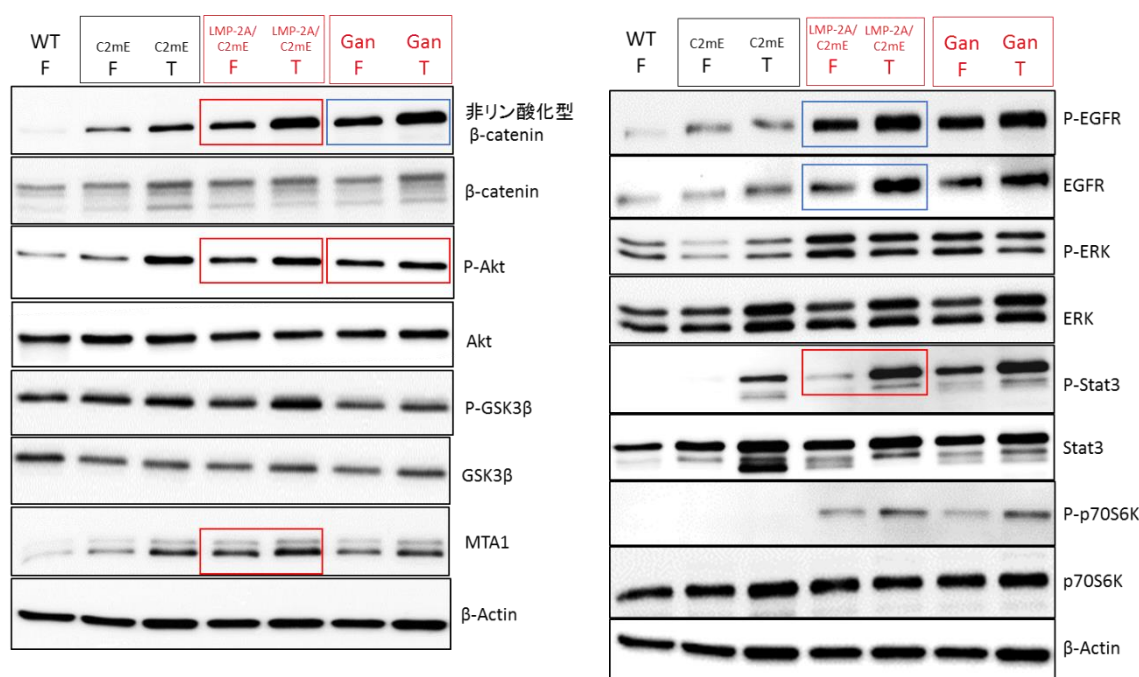 WT
F
C2mE
F
C2mE
T
LMP-2A/
C2mE
F
LMP-2A/
C2mE
T
Gan
F
Gan
T
非リン酸化型
β-catenin
β-catenin
P-Akt
Akt
P-GSK3β
GSK3β
MTA1
β-Actin
WT
F
C2mE
F
C2mE
T
LMP-2A/
C2mE
F
LMP-2A/
C2mE
T
Gan
F
Gan
T
P-EGFR
EGFR
P-ERK
ERK
P-Stat3
Stat3
P-p70S6K
p70S6K
β-Actin